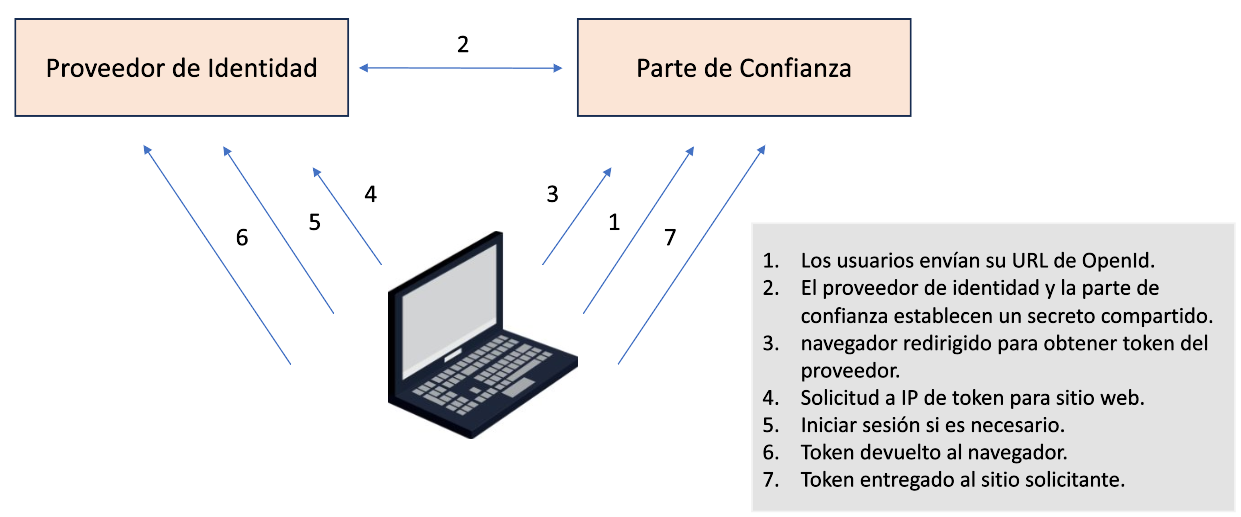 Proveedor de Identidad
2
Parte de Confianza
6
5
4
3
1
7
1. Los usuarios envían su URL de OpenId.
2. El proveedor de identidad y la parte de
confianza establecen un secreto compartido.
3. navegador redirigido para obtener token del
proveedor.
4. Solicitud a IP de token para sitio web.
5. Iniciar sesión si es necesario.
6. Token devuelto al navegador.
7. Token entregado al sitio solicitante.